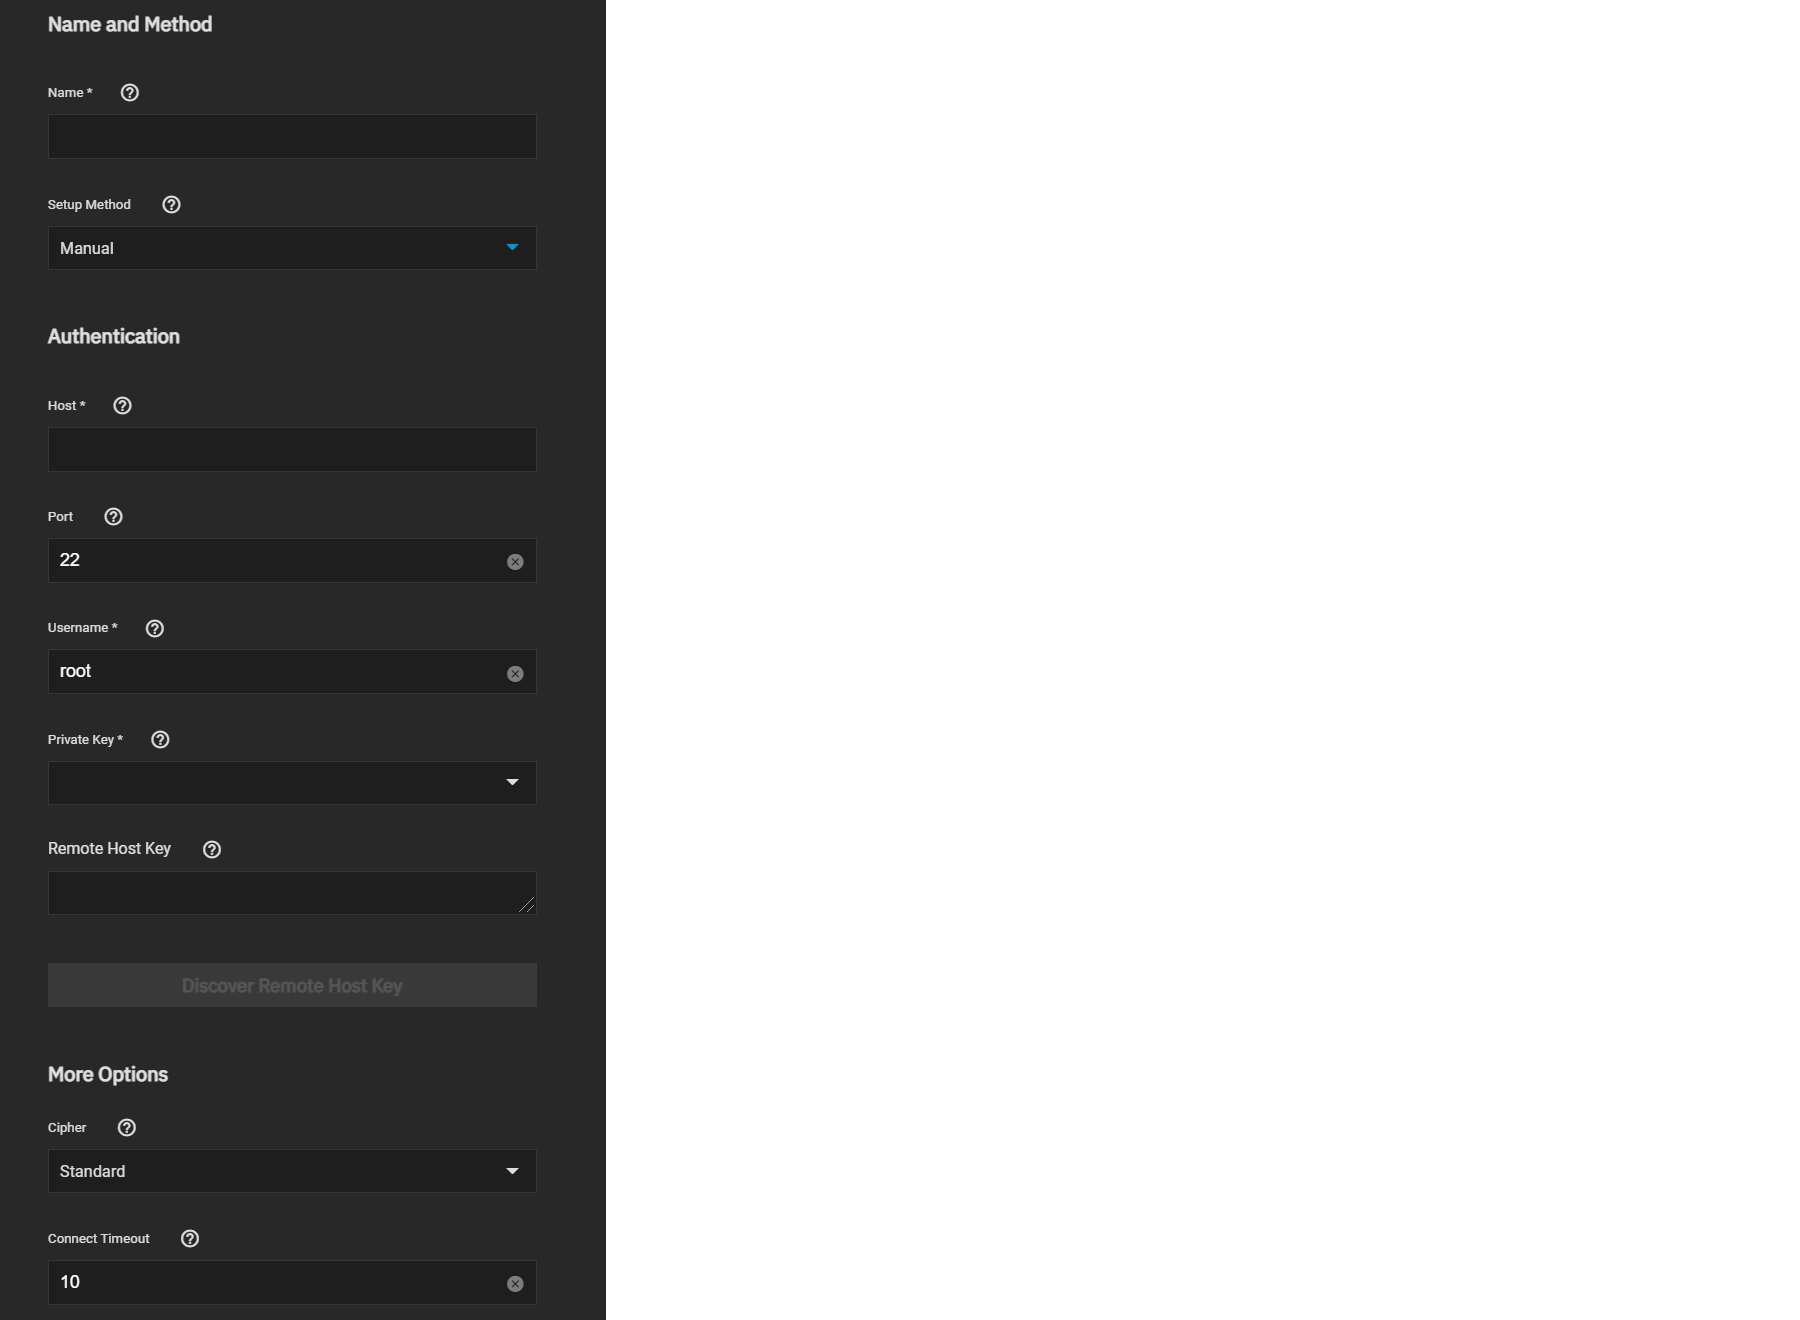 Name and Method
Name *
Setup Method
Manual
Authentication
Host *
Port
22
Username *
root
Private Key *
Remote Host Key
Discover Remote Host Key
More Options
Cipher
Standard
Connect Timeout
10